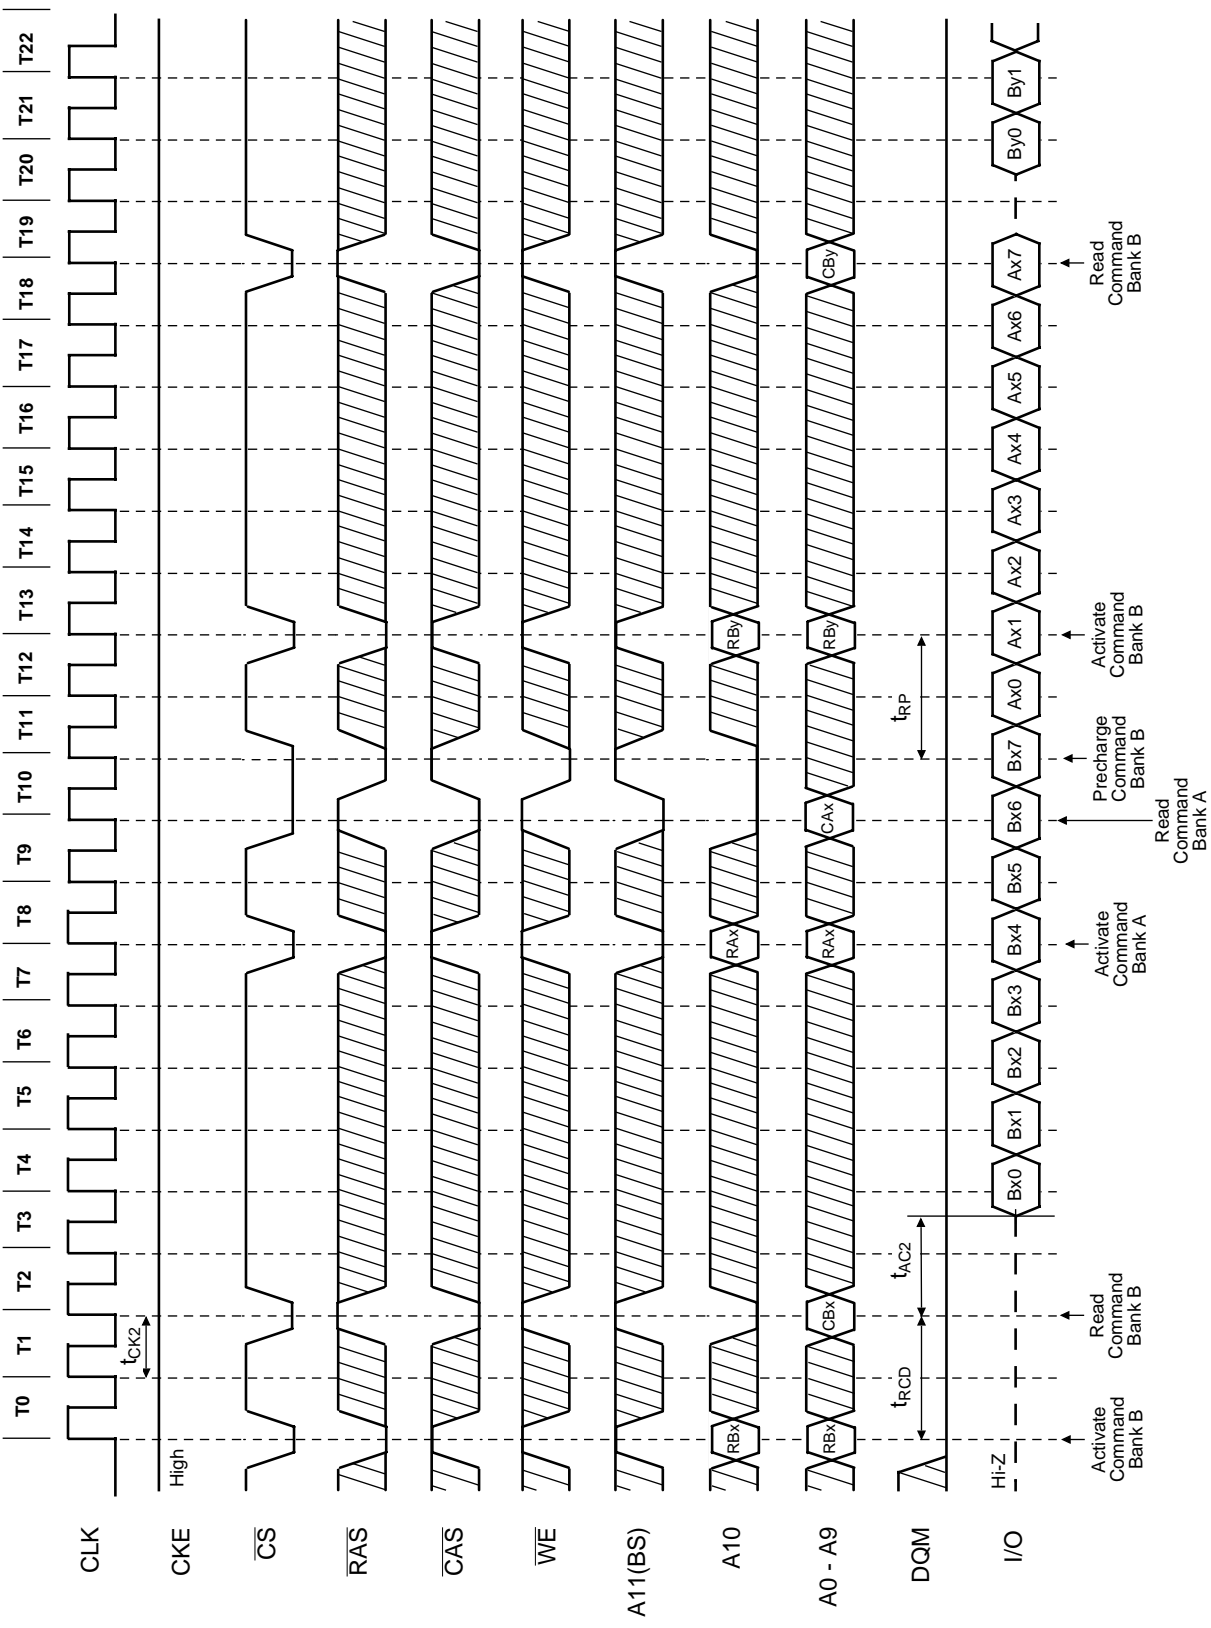 T0 T1 T2 T3 T4 T5 T6 T7 T8 T9 T10 T11 T12 T13 T14 T15 T16 T17 T18 T19 T20 T21 T22
CLK
tCK2
CKE
High
CS
RAS
CAS
WE
A11(BS)
A10
RBx RAx RBy
A0 - A9
RBx CBx RAx CAx RBy CBy
DQM
tRCD tAC2 tRP
I/O
Hi-Z
Bx0 Bx1 Bx2 Bx3 Bx4 Bx5 Bx6 Bx7 Ax0 Ax1 Ax2 Ax3 Ax4 Ax5 Ax6 Ax7 By0 By1
Activate
Command
Bank B
Read
Command
Bank B
Activate
Command
Bank A
Read
Command
Bank A
Precharge
Command
Bank B
Activate
Command
Bank B
Read
Command
Bank B